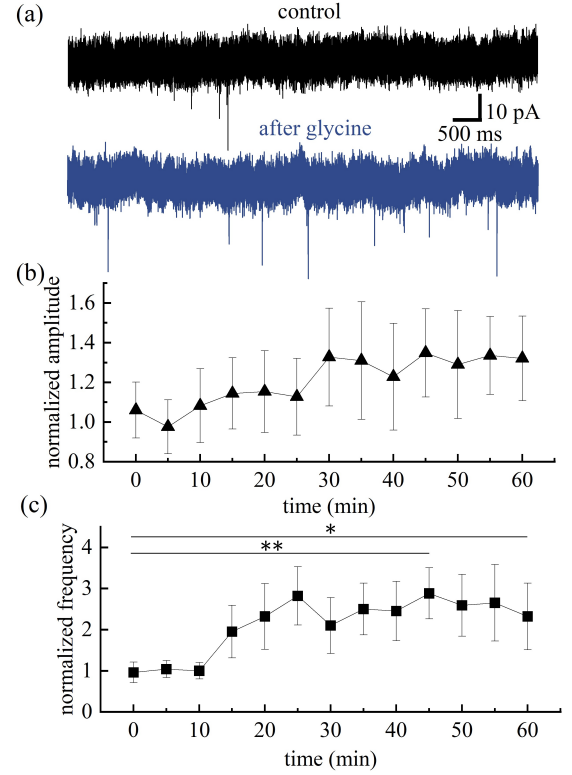 (a)
control
10 pA
500 ms
after glycine
(b)
normalized amplitude
1.6
1.4
1.2
1.0
0.8
0 10 20 30 40 50 60
time (min)
(c)
normalized frequency
*
**
4
3
2
1
0
0 10 20 30 40 50 60
time (min)